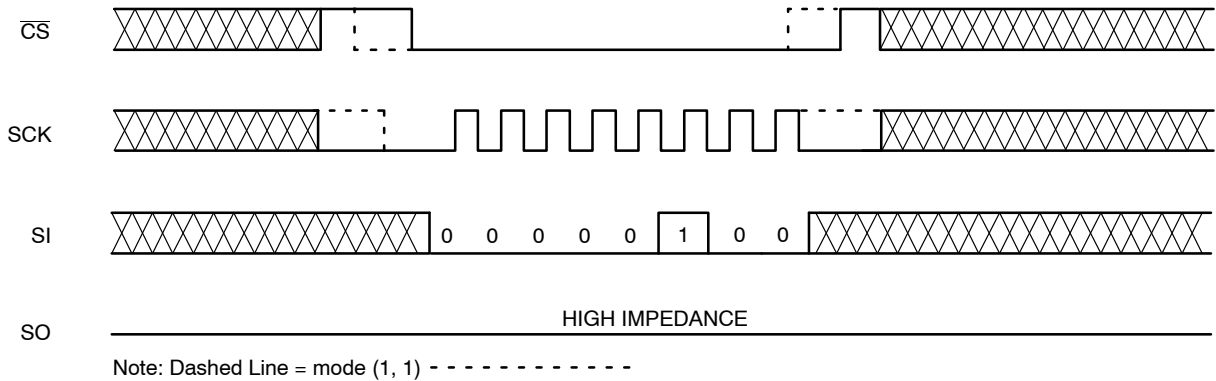 CS
SCK
SI
0 0 0 0 0 1 0 0
SO
HIGH IMPEDANCE
Note: Dashed Line = mode (1, 1)